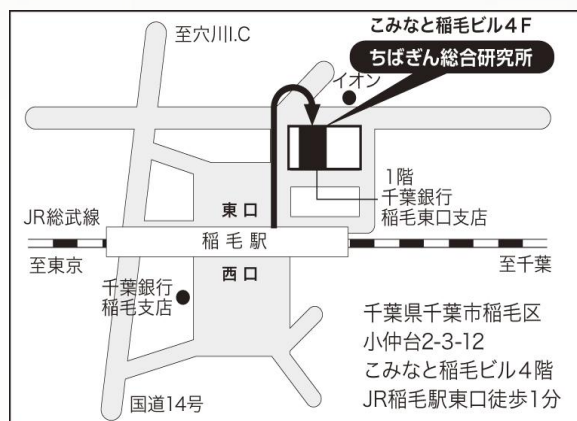 こみなと稲毛ビル４F
ちばぎん総合研究所
至穴川I.C
イオン
1階
千葉銀行
稲毛東口支店
東口
JR総武線
稲毛駅
至東京
至千葉
西口
千葉銀行
稲毛支店
国道14号
千葉県千葉市稲毛区
小仲台2-3-12
こみなと稲毛ビル４階
JR稲毛駅東口徒歩1分